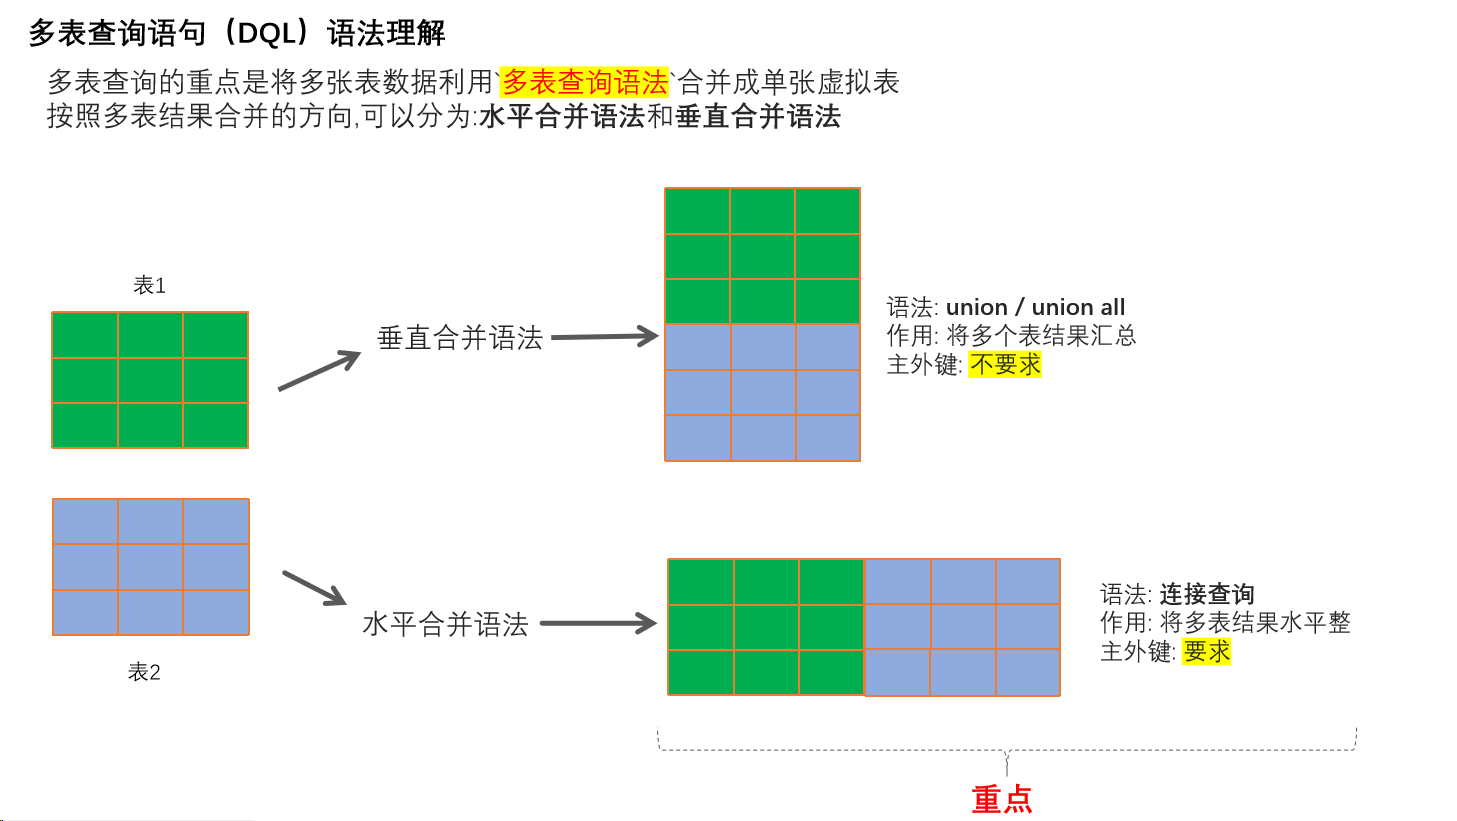 多表查询语句（DQL）语法理解
多表查询的重点是将多张表数据利用`多表查询语法`合并成单张虚拟表
按照多表结果合并的方向,可以分为:水平合并语法和垂直合并语法
表1
垂直合并语法
语法: union / union all
作用: 将多个表结果汇总
主外键: 不要求
表2
水平合并语法
语法: 连接查询
作用: 将多表结果水平整
主外键: 要求
重点